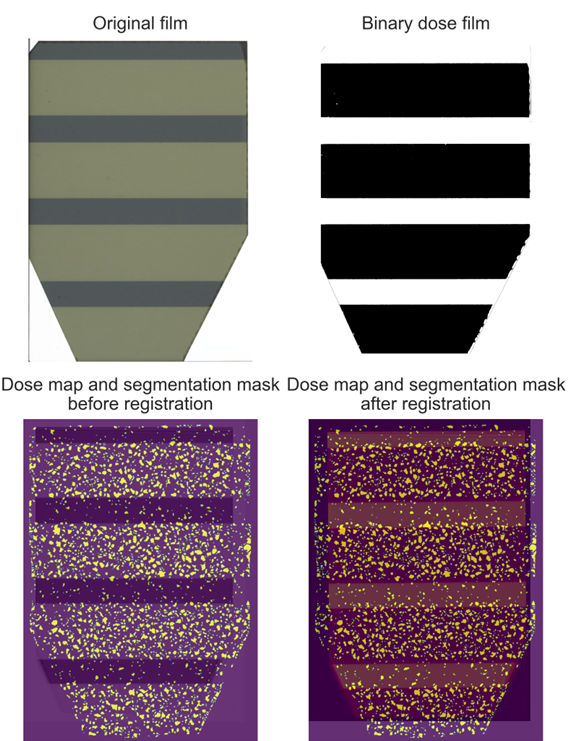 Original film
Binary dose film
Dose map and segmentation mask
before registration
Dose map and segmentation mask
after registration